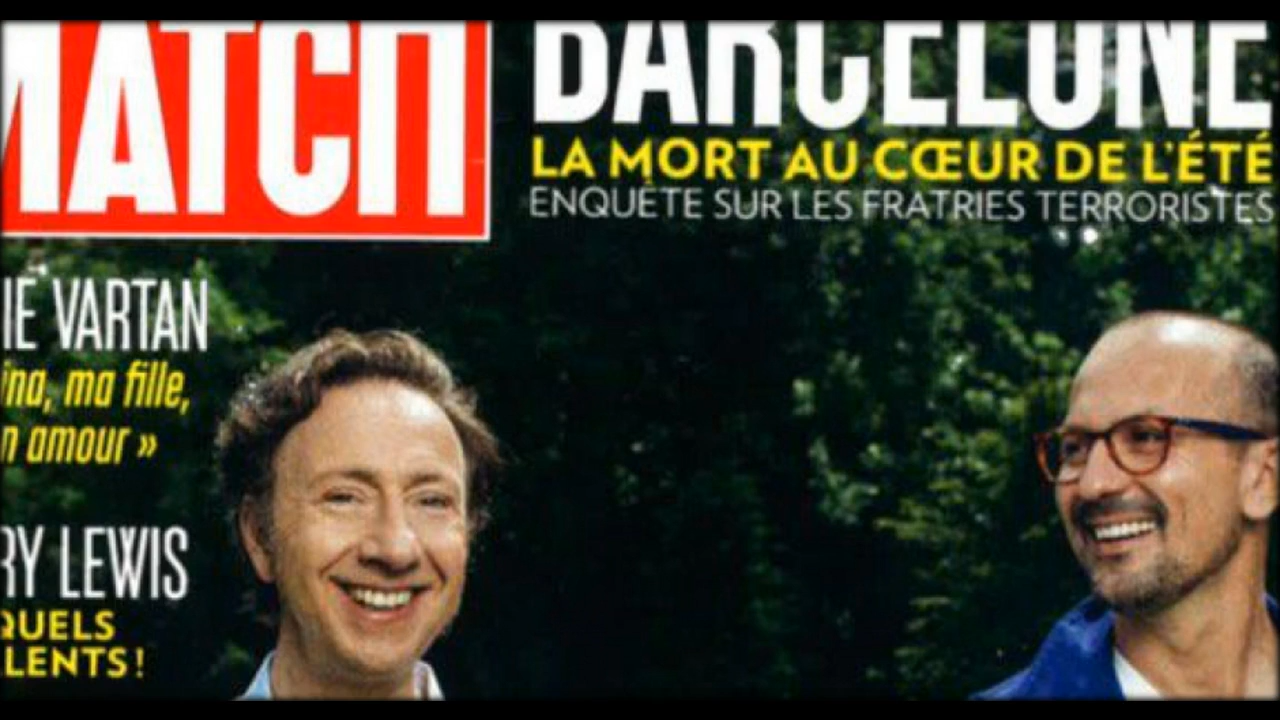 MATCH
BARCELONE
LA MORT AU CŒUR DE L'ÉTÉ
ENQUÊTE SUR LES FRATRIES TERRORISTES
IE VARTAN
ina, ma fille,
n amour »
RY LEWIS
QUELS
LENTS !